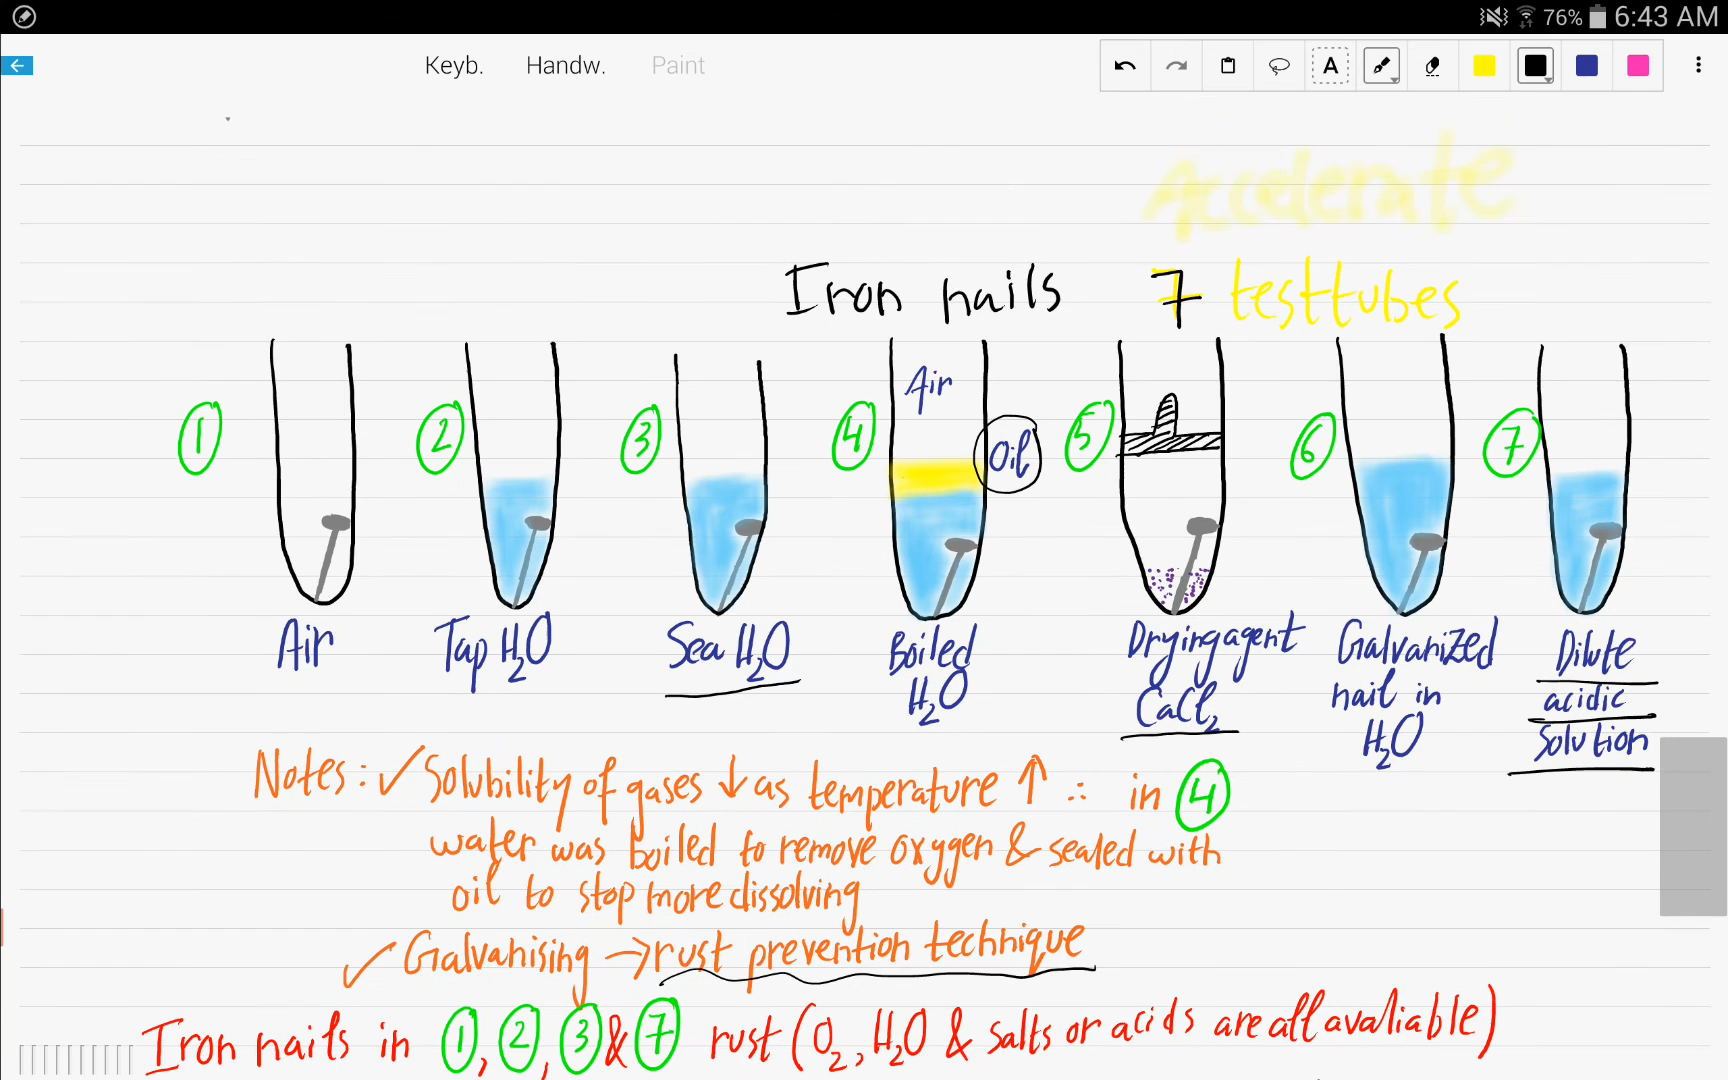 76% 6:43 AM
Keyb. Handw. Paint
A
Accelerate
Iron nails 7 testtubes
Air
1 2 3 4 Oil 5 6 7
Air Tap H₂O Sea H₂O Boiled Drying agent Galvanized Dilute
H₂O CaCl₂ nail in acidic
H₂O Solution
Notes: ✓ Solubility of gases ↓ as temperature ↑ ∴ in 4
water was boiled to remove oxygen & sealed with
oil to stop more dissolving
✓ Galvanising → rust prevention technique
Iron nails in 1, 2, 3 & 7 rust (O₂, H₂O & salts or acids are all avaliable)